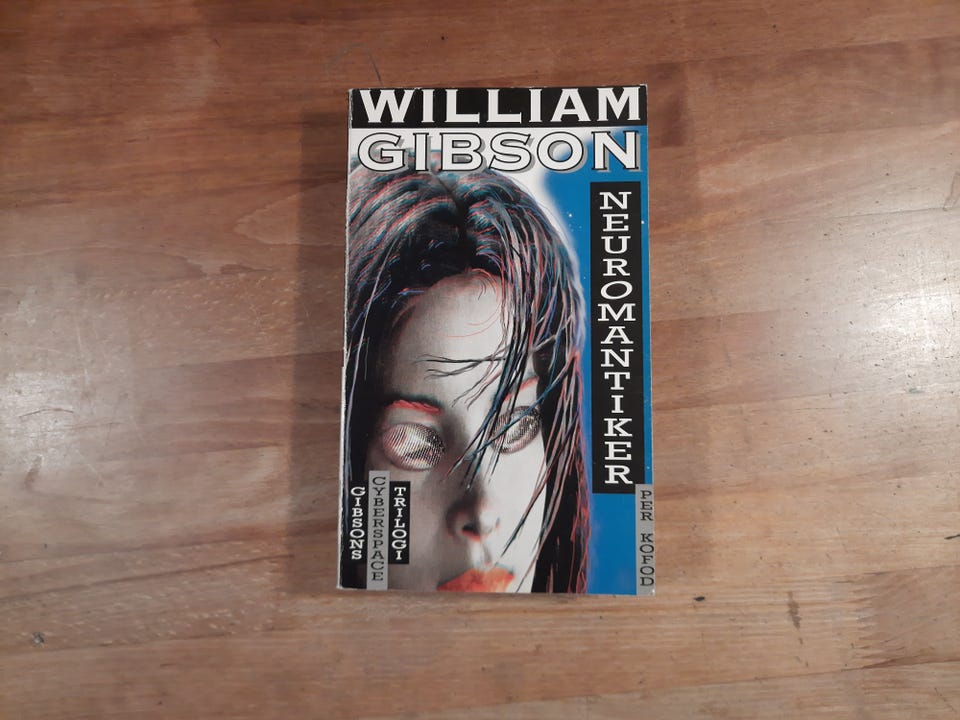 WILLIAM
GIBSON
NEUROMANTIKER
GIBSONS
CYBERSPACE
TRILOGI
PER KOFOD